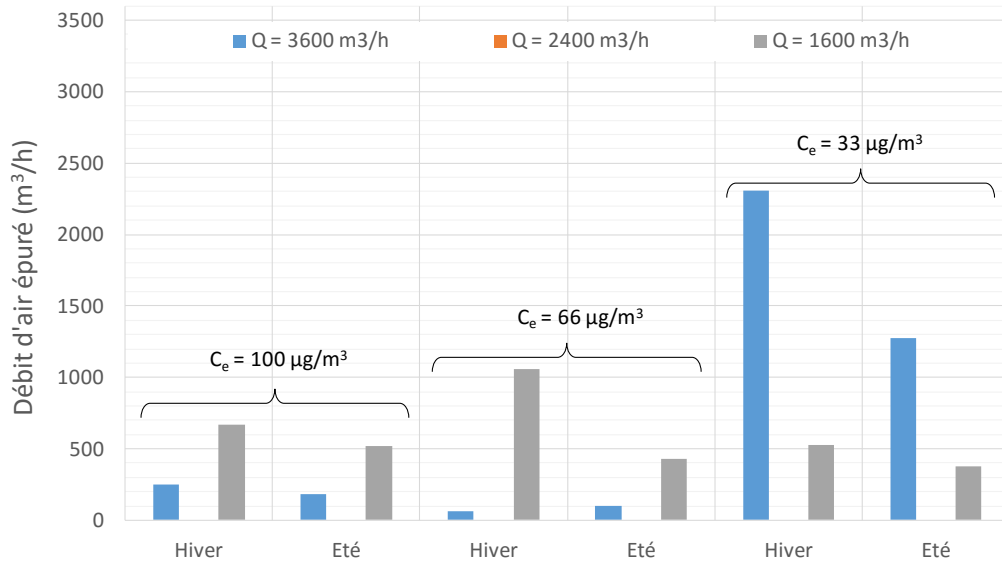 3500
Q = 3600 m3/h Q = 2400 m3/h Q = 1600 m3/h
3000
2500
2000
1500
1000
500
0
Débit d'air épuré (m³/h)
Cₑ = 100 µg/m³
Cₑ = 66 µg/m³
Cₑ = 33 µg/m³
Hiver Eté Hiver Eté Hiver Eté